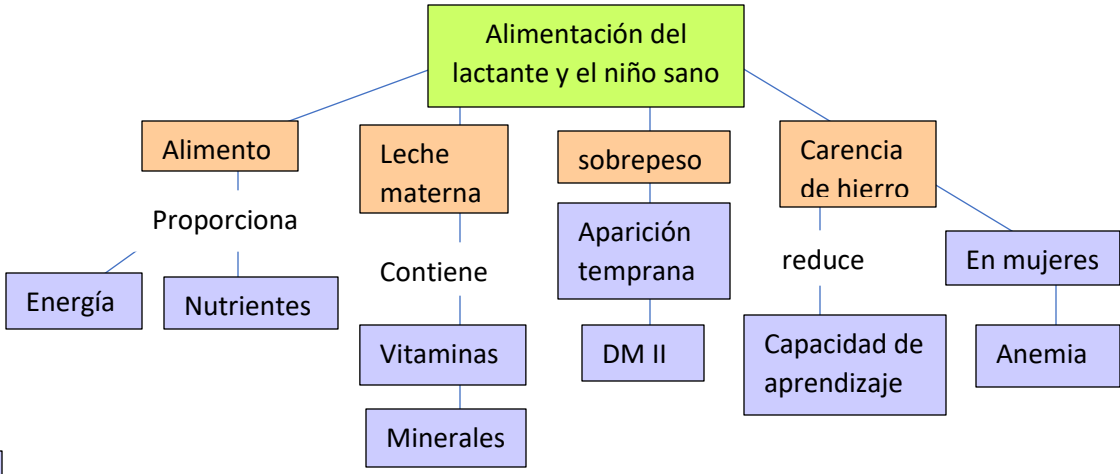 Alimentación del
lactante y el niño sano
Alimento
Proporciona
Energía
Nutrientes
Leche
materna
Contiene
Vitaminas
Minerales
sobrepeso
Aparición
temprana
DM II
Carencia
de hierro
reduce
Capacidad de
aprendizaje
En mujeres
Anemia